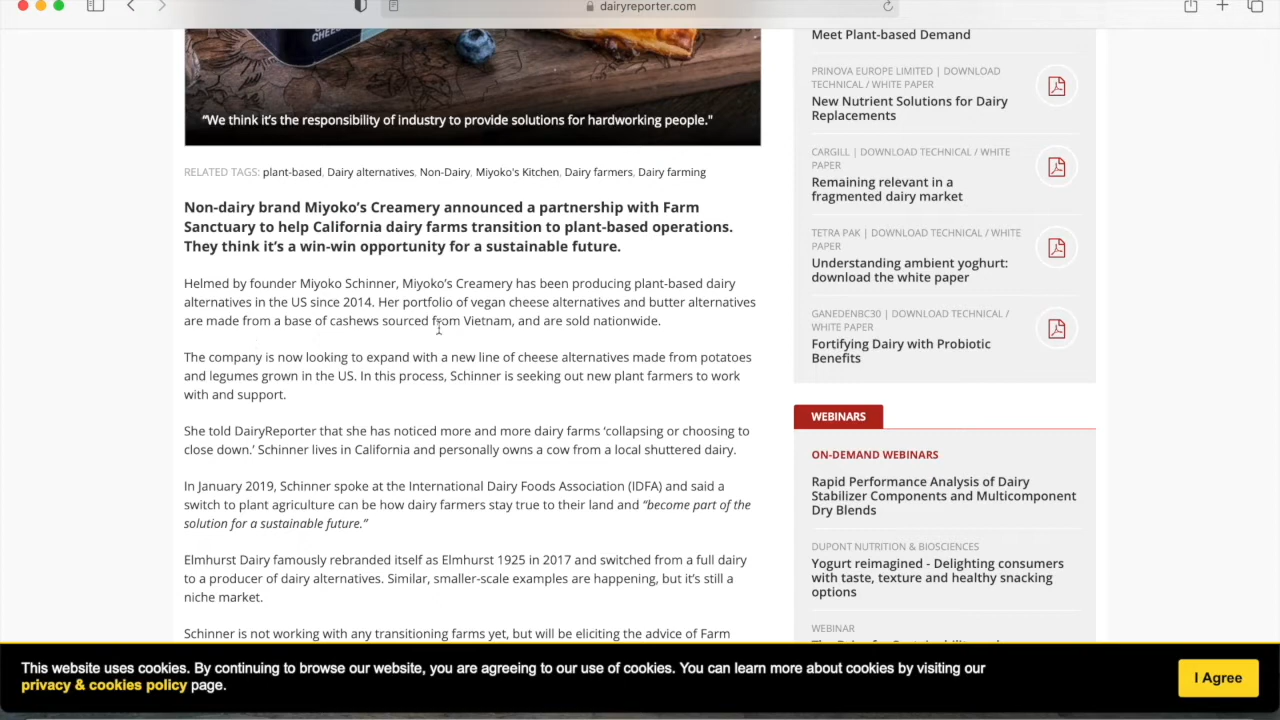 dairyreporter.com
CHEES
“We think it’s the responsibility of industry to provide solutions for hardworking people."
RELATED TAGS: plant-based, Dairy alternatives, Non-Dairy, Miyoko's Kitchen, Dairy farmers, Dairy farming
Non-dairy brand Miyoko’s Creamery announced a partnership with Farm
Sanctuary to help California dairy farms transition to plant-based operations.
They think it’s a win-win opportunity for a sustainable future.
Helmed by founder Miyoko Schinner, Miyoko’s Creamery has been producing plant-based dairy
alternatives in the US since 2014. Her portfolio of vegan cheese alternatives and butter alternatives
are made from a base of cashews sourced from Vietnam, and are sold nationwide.
The company is now looking to expand with a new line of cheese alternatives made from potatoes
and legumes grown in the US. In this process, Schinner is seeking out new plant farmers to work
with and support.
She told DairyReporter that she has noticed more and more dairy farms ‘collapsing or choosing to
close down.’ Schinner lives in California and personally owns a cow from a local shuttered dairy.
In January 2019, Schinner spoke at the International Dairy Foods Association (IDFA) and said a
switch to plant agriculture can be how dairy farmers stay true to their land and “become part of the
solution for a sustainable future.”
Elmhurst Dairy famously rebranded itself as Elmhurst 1925 in 2017 and switched from a full dairy
to a producer of dairy alternatives. Similar, smaller-scale examples are happening, but it’s still a
niche market.
Schinner is not working with any transitioning farms yet, but will be eliciting the advice of Farm
Meet Plant-based Demand
PRINOVA EUROPE LIMITED | DOWNLOAD
TECHNICAL / WHITE PAPER
New Nutrient Solutions for Dairy
Replacements
CARGILL | DOWNLOAD TECHNICAL / WHITE
PAPER
Remaining relevant in a
fragmented dairy market
TETRA PAK | DOWNLOAD TECHNICAL / WHITE
PAPER
Understanding ambient yoghurt:
download the white paper
GANEDENBC30 | DOWNLOAD TECHNICAL /
WHITE PAPER
Fortifying Dairy with Probiotic
Benefits
WEBINARS
ON-DEMAND WEBINARS
Rapid Performance Analysis of Dairy
Stabilizer Components and Multicomponent
Dry Blends
DUPONT NUTRITION & BIOSCIENCES
Yogurt reimagined - Delighting consumers
with taste, texture and healthy snacking
options
WEBINAR
This website uses cookies. By continuing to browse our website, you are agreeing to our use of cookies. You can learn more about cookies by visiting our
privacy & cookies policy page.
I Agree